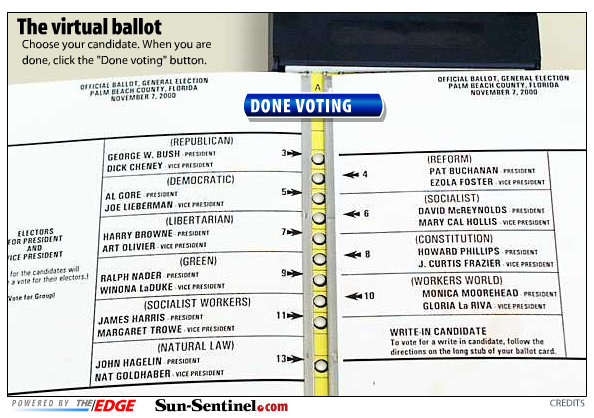 The virtual ballot
Choose your candidate. When you are
done, click the "Done voting" button.
OFFICIAL BALLOT, GENERAL ELECTION
PALM BEACH COUNTY, FLORIDA
NOVEMBER 7, 2000
A
OFFICIAL BALLOT, GENERAL ELECTION
PALM BEACH COUNTY, FLORIDA
NOVEMBER 7, 2000
DONE VOTING
ELECTORS
FOR PRESIDENT
AND
VICE PRESIDENT
for the candidates will
a vote for their electors.)
Vote for Group)
(REPUBLICAN)
GEORGE W. BUSH - PRESIDENT
DICK CHENEY - VICE PRESIDENT
3
(DEMOCRATIC)
AL GORE - PRESIDENT
JOE LIEBERMAN - VICE PRESIDENT
5
(LIBERTARIAN)
HARRY BROWNE - PRESIDENT
ART OLIVIER - VICE PRESIDENT
7
(GREEN)
RALPH NADER - PRESIDENT
WINONA LaDUKE - VICE PRESIDENT
9
(SOCIALIST WORKERS)
JAMES HARRIS - PRESIDENT
MARGARET TROWE - VICE PRESIDENT
11
(NATURAL LAW)
JOHN HAGELIN - PRESIDENT
NAT GOLDHABER - VICE PRESIDENT
13
(REFORM)
4
PAT BUCHANAN - PRESIDENT
EZOLA FOSTER - VICE PRESIDENT
(SOCIALIST)
6
DAVID McREYNOLDS - PRESIDENT
MARY CAL HOLLIS - VICE PRESIDENT
(CONSTITUTION)
8
HOWARD PHILLIPS - PRESIDENT
J. CURTIS FRAZIER - VICE PRESIDENT
(WORKERS WORLD)
10
MONICA MOOREHEAD - PRESIDENT
GLORIA La RIVA - VICE PRESIDENT
WRITE-IN CANDIDATE
To vote for a write in candidate, follow the
directions on the long stub of your ballot card.
POWERED BY THE EDGE
Sun-Sentinel.com
CREDITS